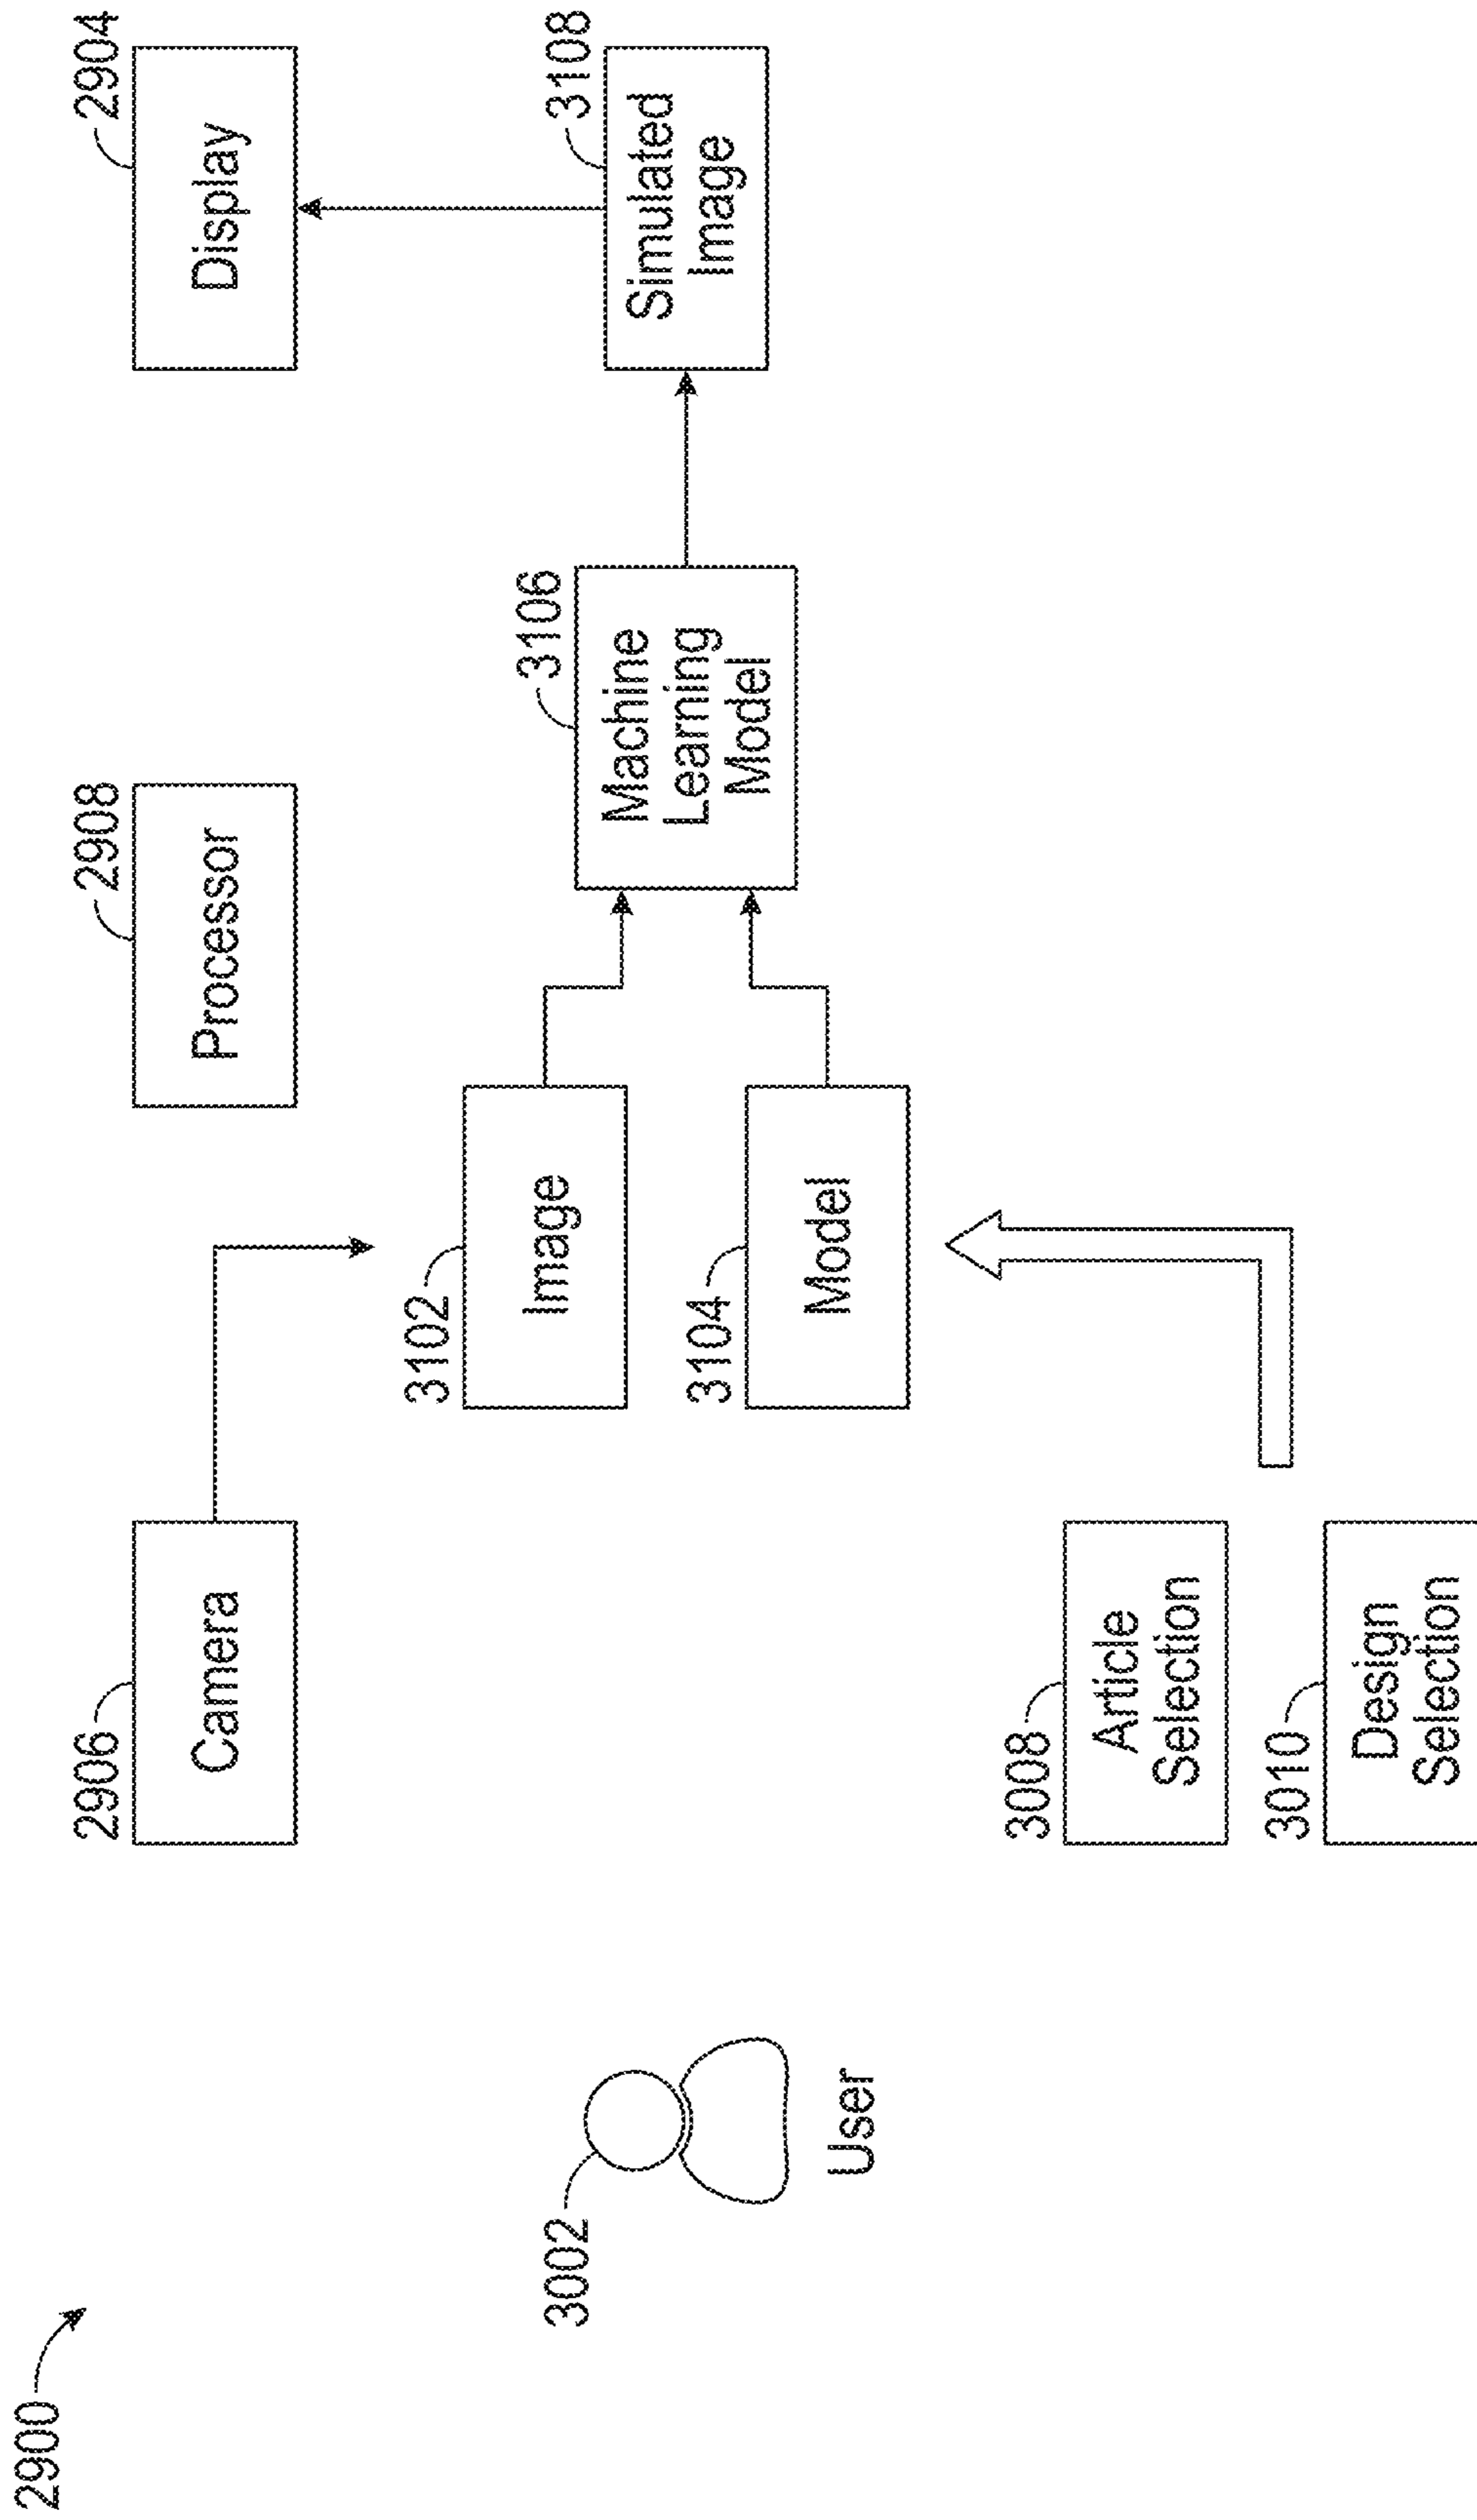 2900
2906
Camera
2908
Processor
2904
Display
3102
Image
3106
Machine
Learning
Model
3108
Simulated
Image
3002
User
3104
Model
3008
Article
Selection
3010
Design
Selection